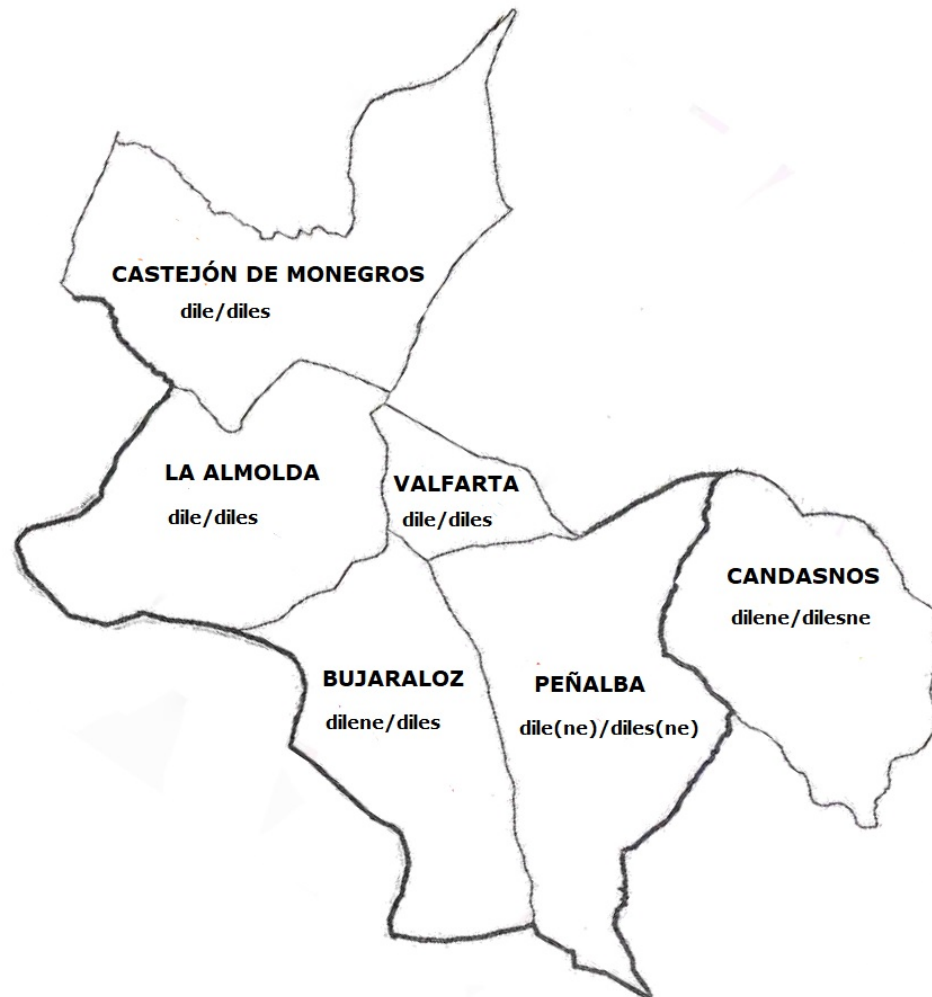 CASTEJÓN DE MONEGROS
dile/diles
LA ALMOLDA
dile/diles
VALFARTA
dile/diles
CANDASNOS
dilene/dilesne
BUJARALOZ
dilene/diles
PEÑALBA
dile(ne)/diles(ne)